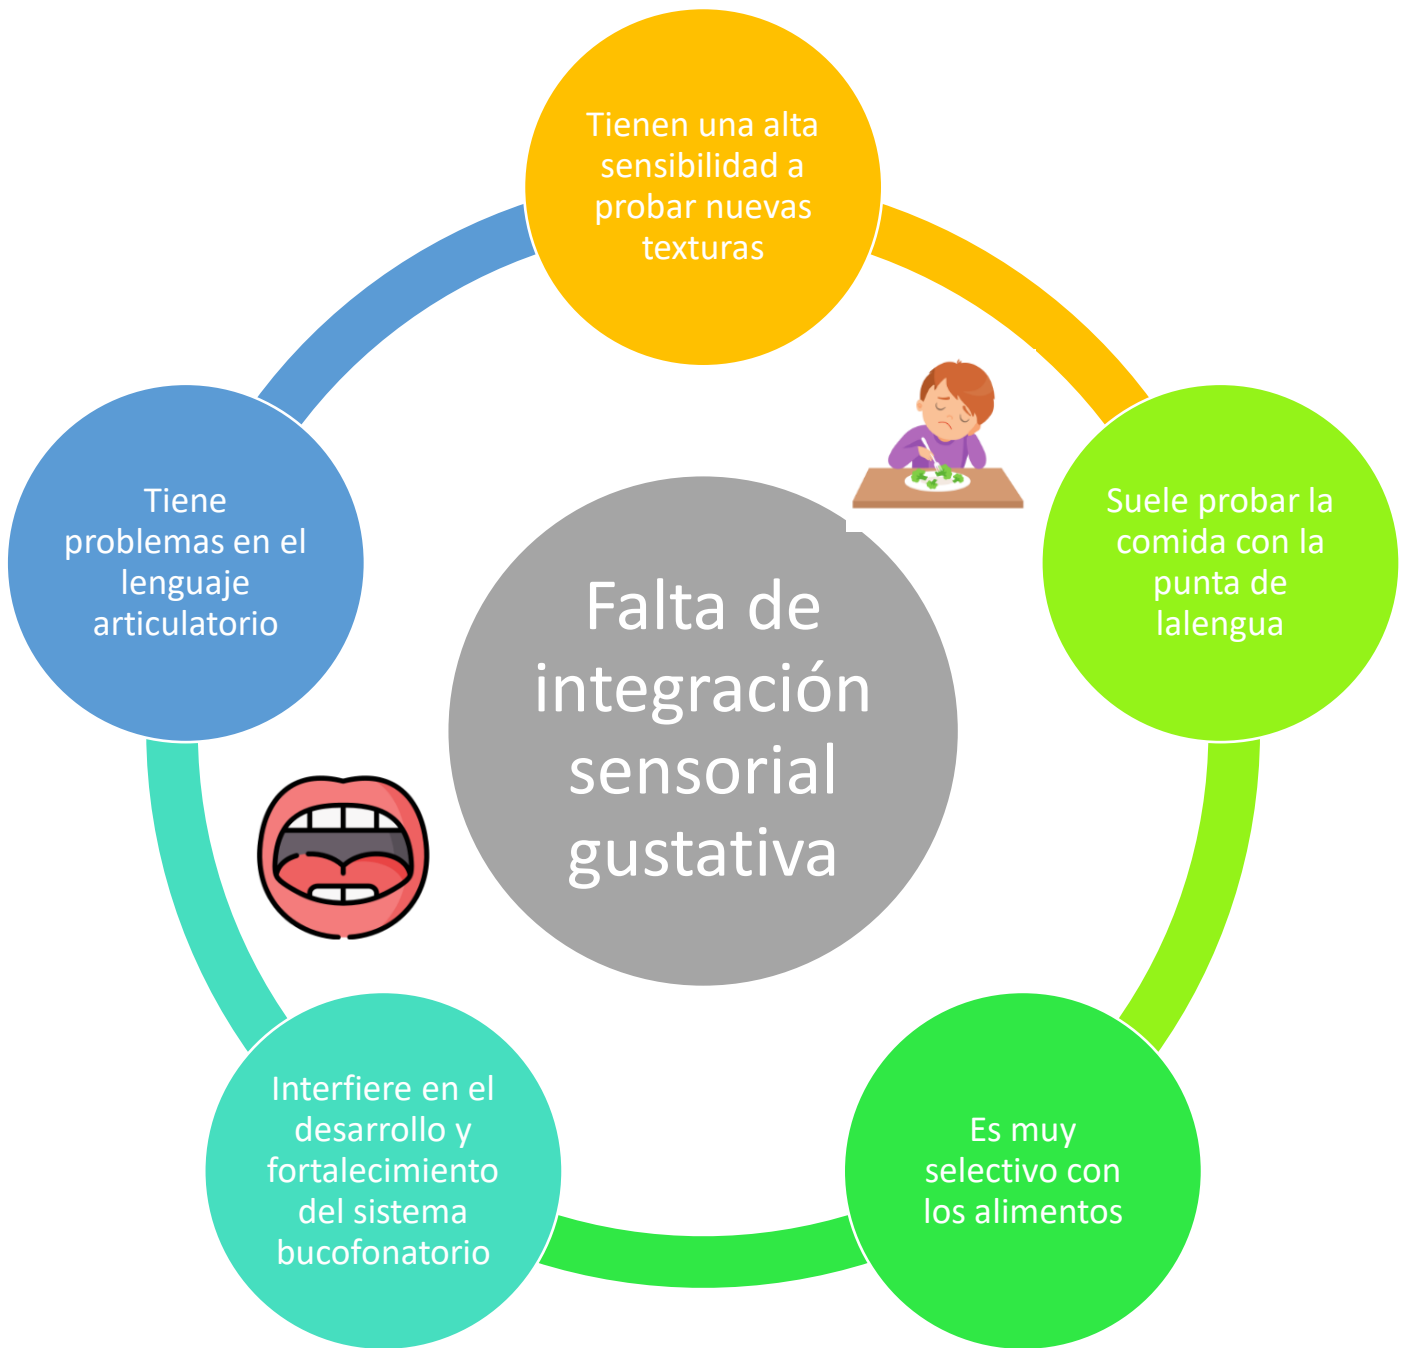 Tienen una alta
sensibilidad a
probar nuevas
texturas
Suele probar la
comida con la
punta de
lalengua
Es muy
selectivo con
los alimentos
Interfiere en el
desarrollo y
fortalecimiento
del sistema
bucofonatorio
Tiene
problemas en el
lenguaje
articulatorio
Falta de
integración
sensorial
gustativa